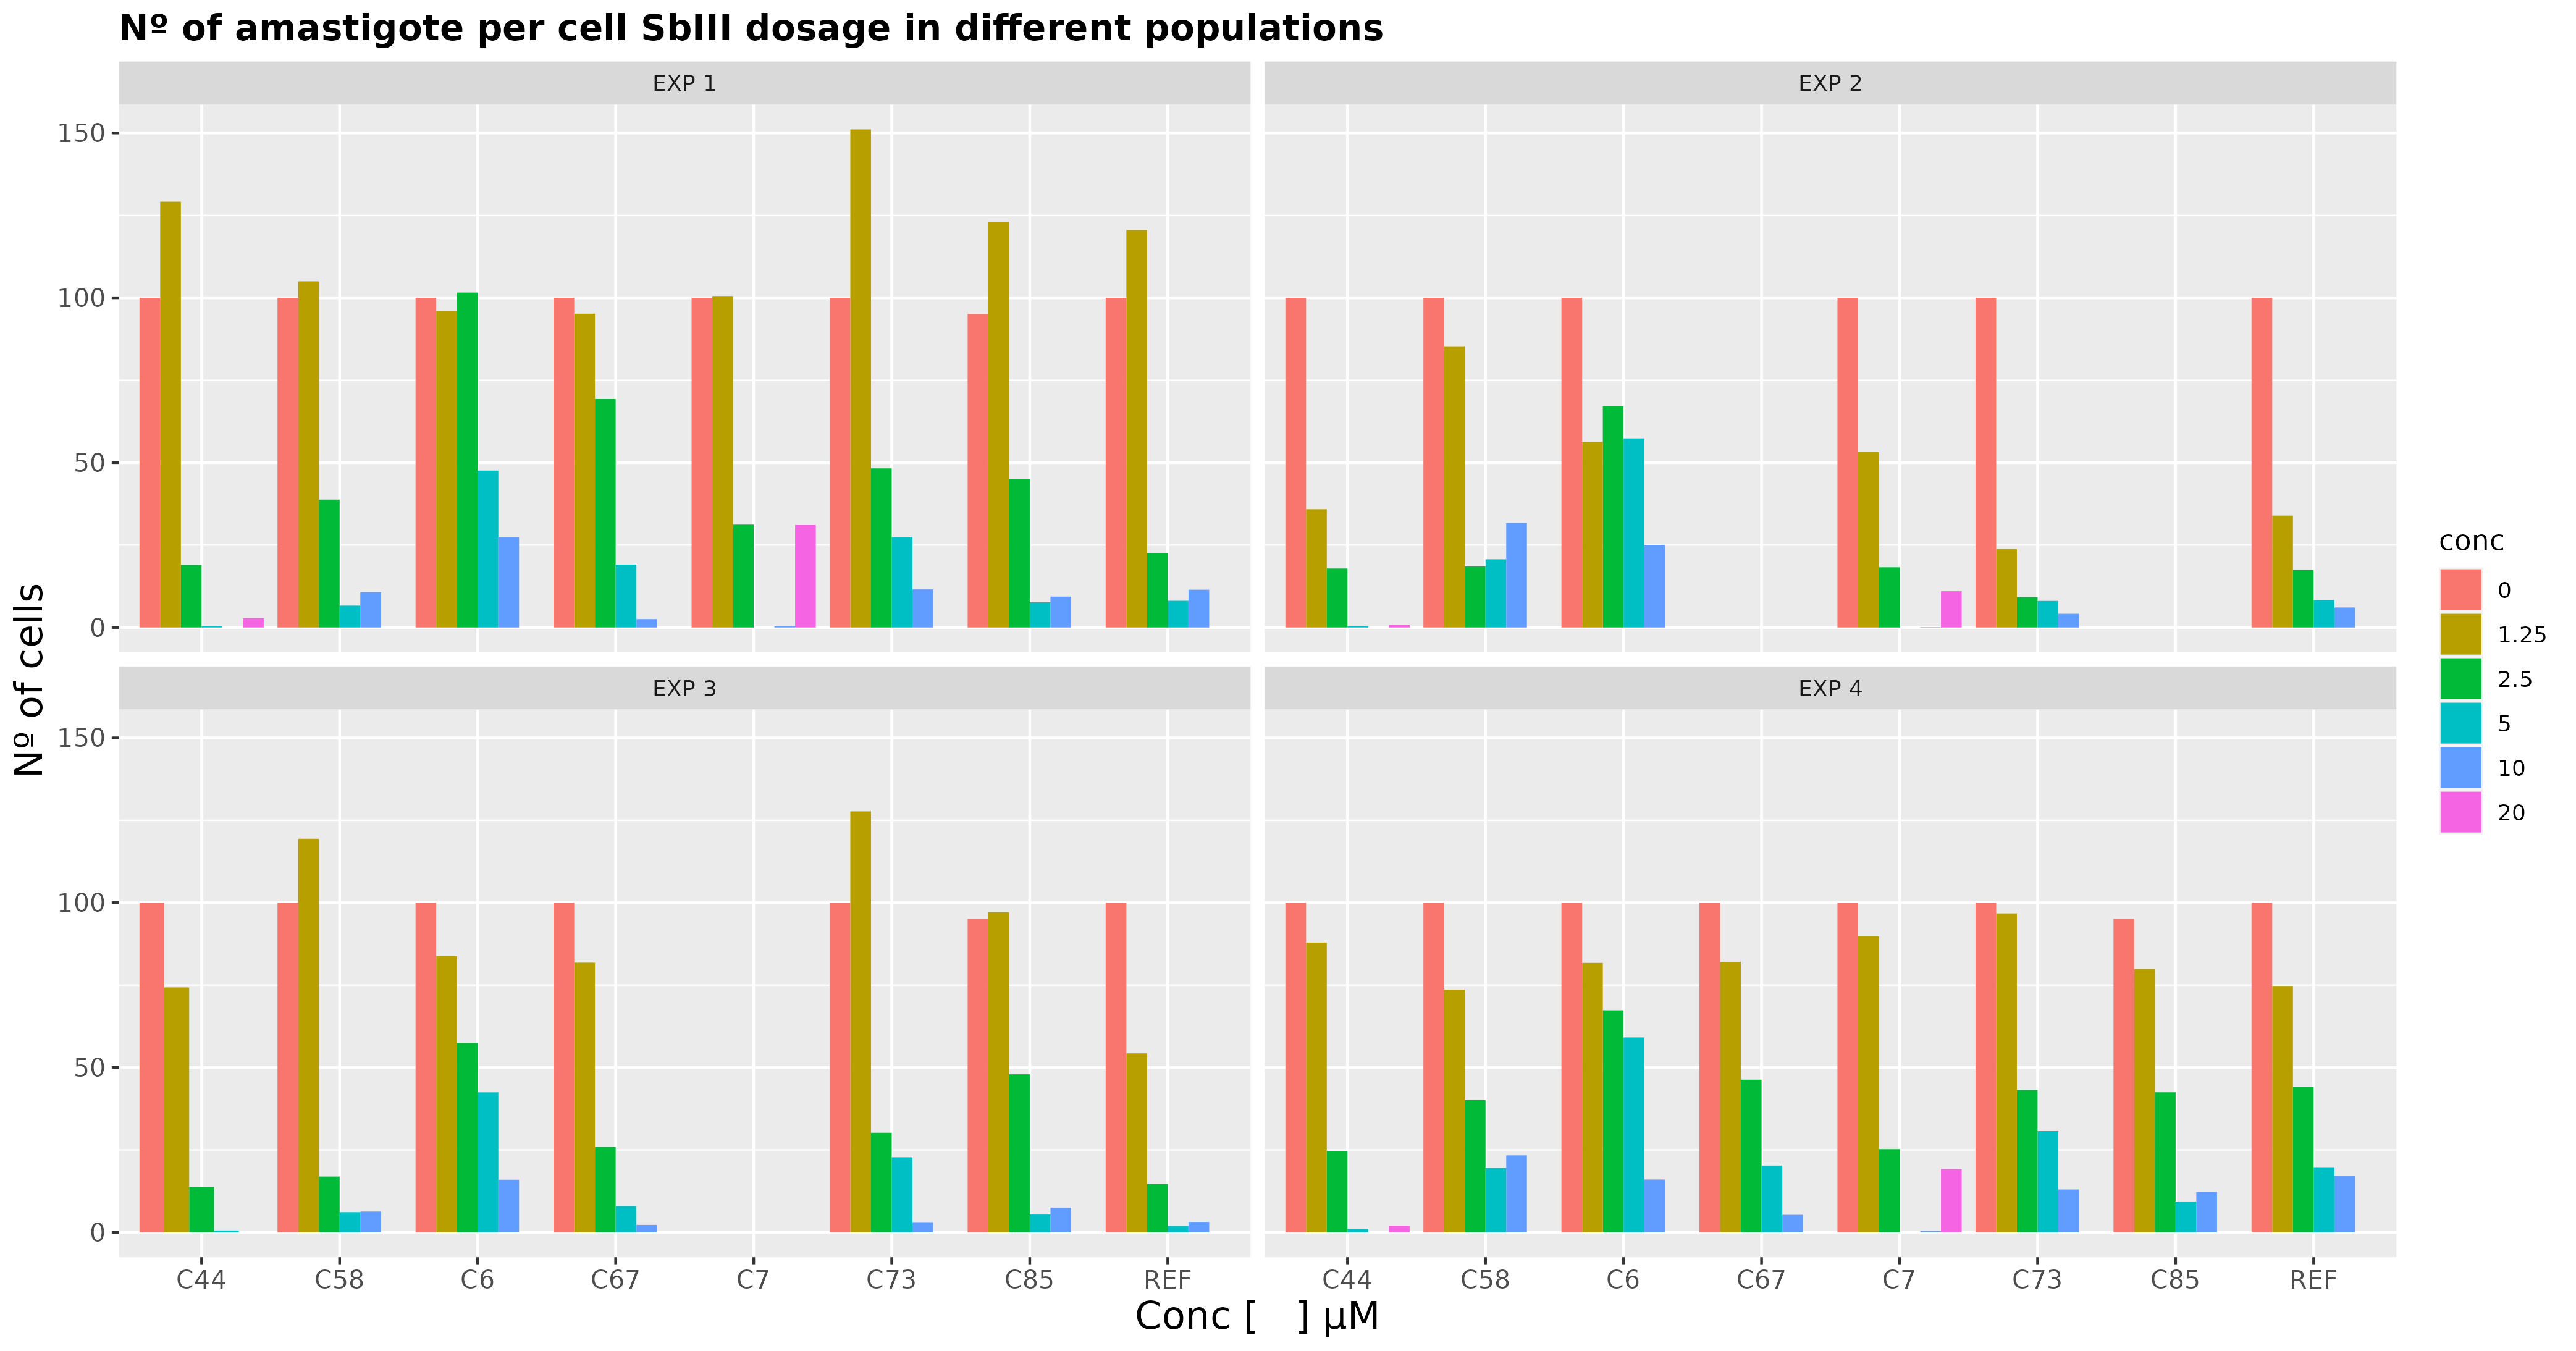 Nº of amastigote per cell SbIII dosage in different populations
EXP 1
EXP 2
150
100
50
0
EXP 3
EXP 4
150
100
50
0
Nº of cells
C44 C58 C6 C67 C7 C73 C85 REF
C44 C58 C6 C67 C7 C73 C85 REF
Conc [   ] µM
conc
0
1.25
2.5
5
10
20